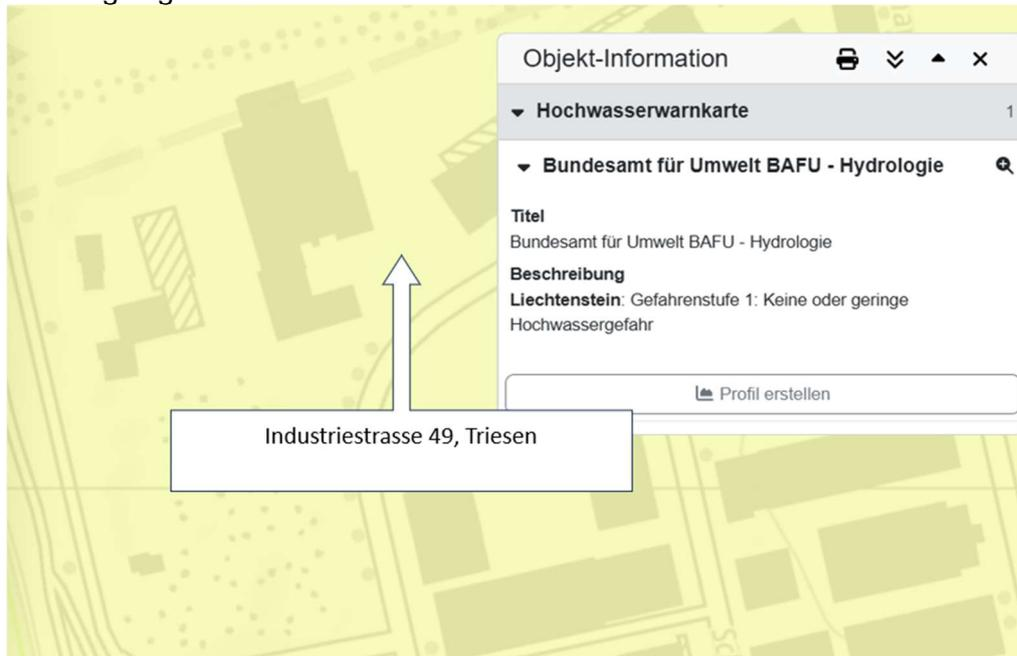 Objekt-Information
Hochwasserwarnkarte 1
Bundesamt für Umwelt BAFU - Hydrologie
Titel
Bundesamt für Umwelt BAFU - Hydrologie
Beschreibung
Liechtenstein: Gefahrenstufe 1: Keine oder geringe
Hochwassergefahr
Profil erstellen
Industriestrasse 49, Triesen